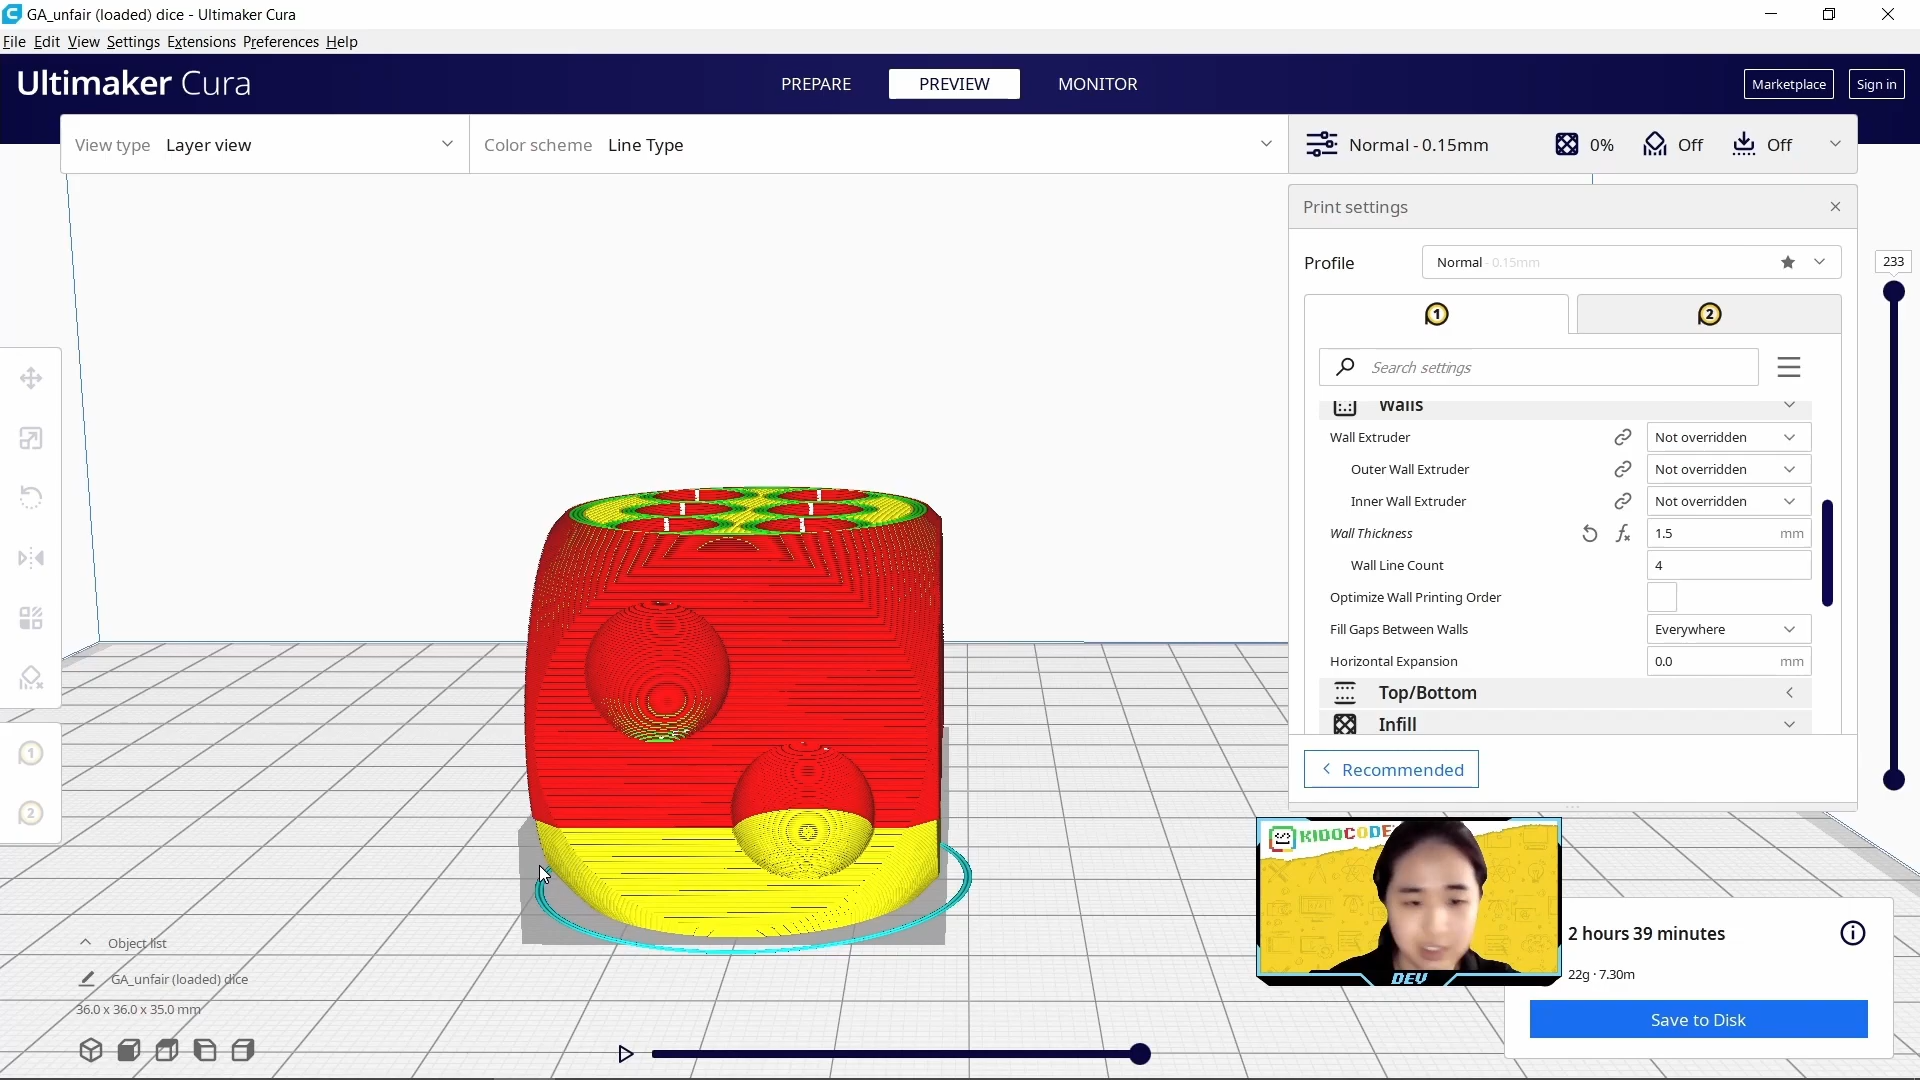 GA_unfair (loaded) dice - Ultimaker Cura
File Edit View Settings Extensions Preferences Help
Ultimaker Cura
PREPARE
PREVIEW
MONITOR
Marketplace
Sign in
View type Layer view
Color scheme Line Type
Normal - 0.15mm
0%
Off
Off
Print settings
Profile
Normal - 0.15mm
1
2
Search settings
Walls
Wall Extruder
Not overridden
Outer Wall Extruder
Not overridden
Inner Wall Extruder
Not overridden
Wall Thickness
1.5 mm
Wall Line Count
4
Optimize Wall Printing Order
Fill Gaps Between Walls
Everywhere
Horizontal Expansion
0.0 mm
Top/Bottom
Infill
Recommended
233
1
2
KIDOCODE
DEV
Object list
GA_unfair (loaded) dice
36.0 x 36.0 x 35.0 mm
2 hours 39 minutes
22g · 7.30m
Save to Disk